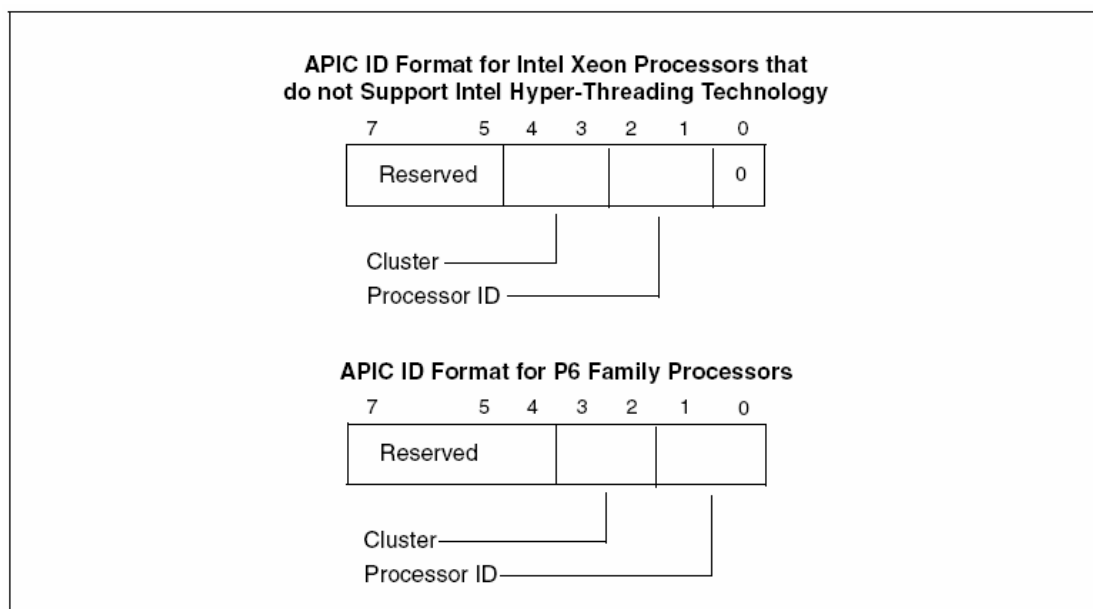 APIC ID Format for Intel Xeon Processors that
do not Support Intel Hyper-Threading Technology
7 5 4 3 2 1 0
Reserved 0
Cluster
Processor ID
APIC ID Format for P6 Family Processors
7 5 4 3 2 1 0
Reserved
Cluster
Processor ID